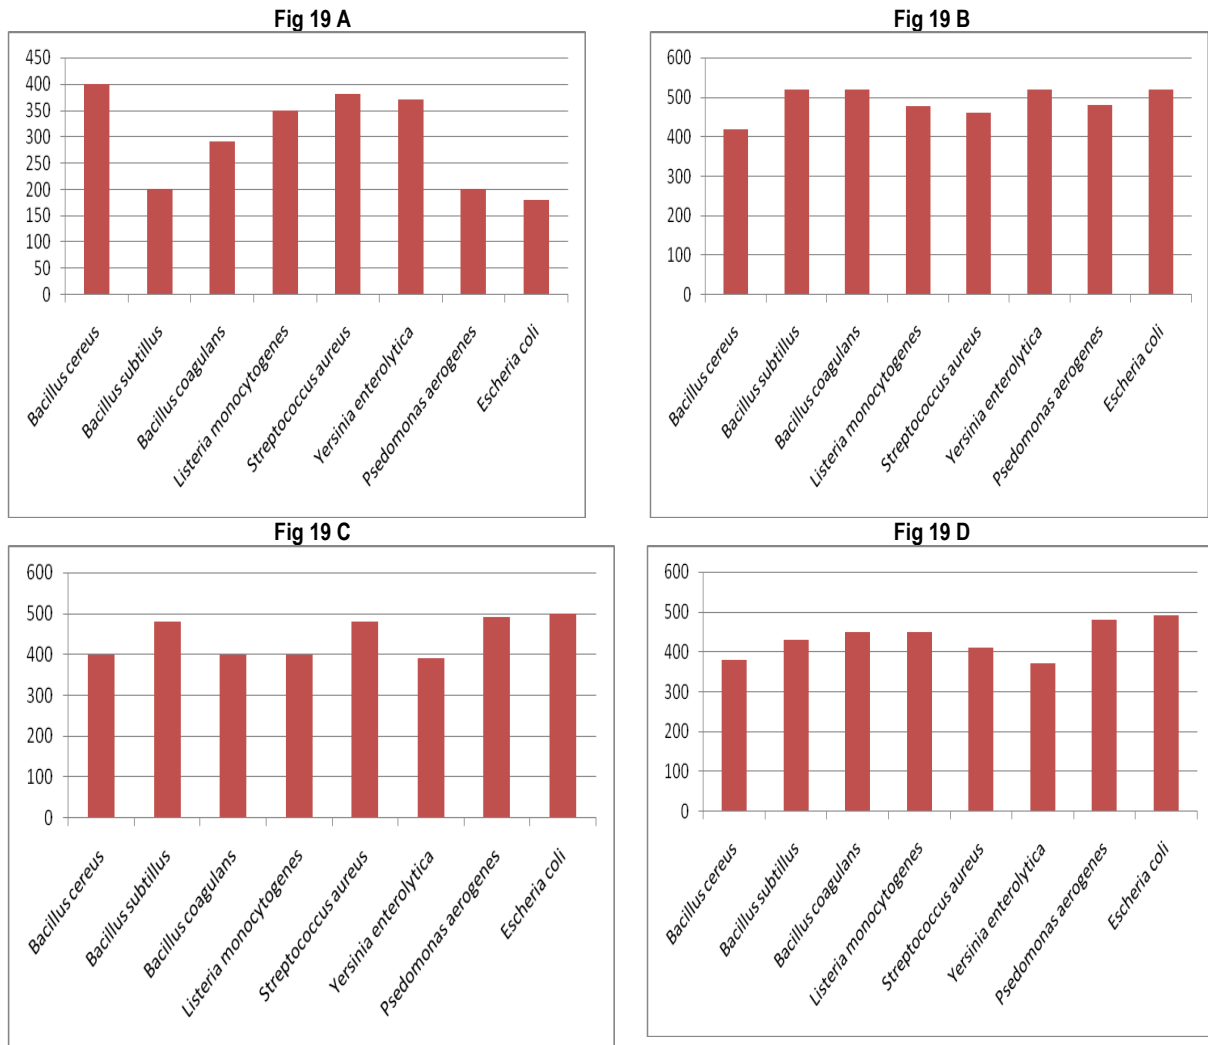 Fig 19 A
450
400
350
300
250
200
150
100
50
0
Bacillus cereus
Bacillus subtillus
Bacillus coagulans
Listeria monocytogenes
Streptococcus aureus
Yersinia enterolytica
Psedomonas aerogenes
Escheria coli
Fig 19 B
600
500
400
300
200
100
0
Bacillus cereus
Bacillus subtillus
Bacillus coagulans
Listeria monocytogenes
Streptococcus aureus
Yersinia enterolytica
Psedomonas aerogenes
Escheria coli
Fig 19 C
600
500
400
300
200
100
0
Bacillus cereus
Bacillus subtillus
Bacillus coagulans
Listeria monocytogenes
Streptococcus aureus
Yersinia enterolytica
Psedomonas aerogenes
Escheria coli
Fig 19 D
600
500
400
300
200
100
0
Bacillus cereus
Bacillus subtillus
Bacillus coagulans
Listeria monocytogenes
Streptococcus aureus
Yersinia enterolytica
Psedomonas aerogenes
Escheria coli